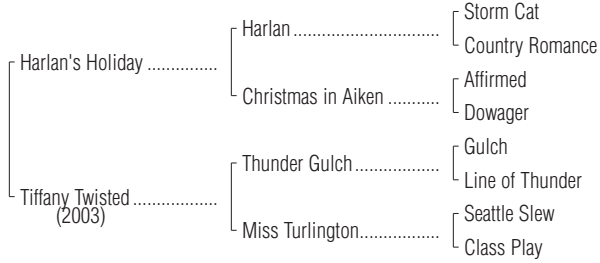 Storm Cat
Harlan ................................
Country Romance
Harlan's Holiday ...............
Affirmed
Christmas in Aiken ...........
Dowager
Gulch
Thunder Gulch..................
Line of Thunder
Tiffany Twisted..................
(2003)
Seattle Slew
Miss Turlington.................
Class Play